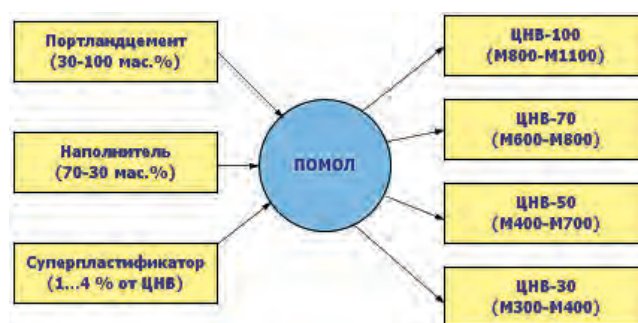 Портландцемент
(30-100 мас.%)
Наполнитель
(70-30 мас.%)
Суперпластификатор
(1...4 % от ЦНВ)
ПОМОЛ
ЦНВ-100
(М800-М1100)
ЦНВ-70
(М600-М800)
ЦНВ-50
(М400-М700)
ЦНВ-30
(М300-М400)